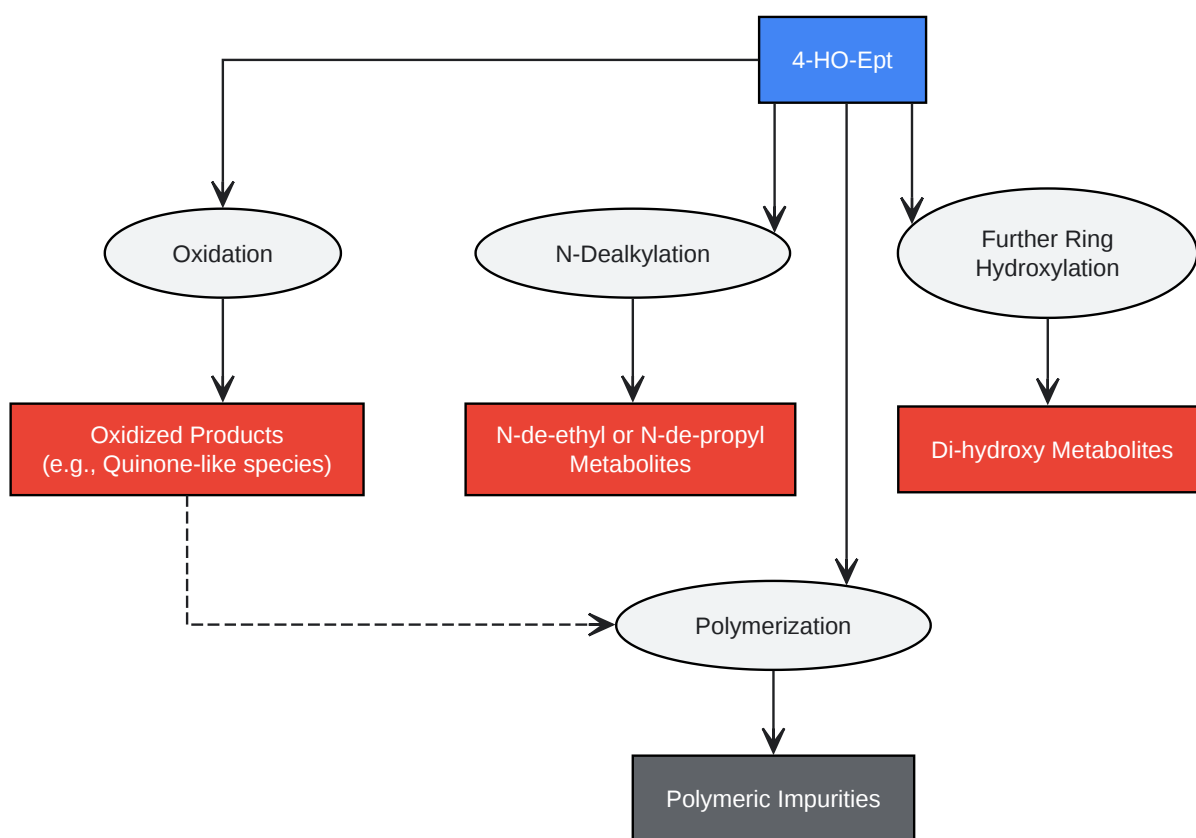 4-HO-Ept
Oxidation
N-Dealkylation
Further Ring
Hydroxylation
Oxidized Products
(e.g., Quinone-like species)
N-de-ethyl or N-de-propyl
Metabolites
Di-hydroxy Metabolites
Polymerization
Polymeric Impurities